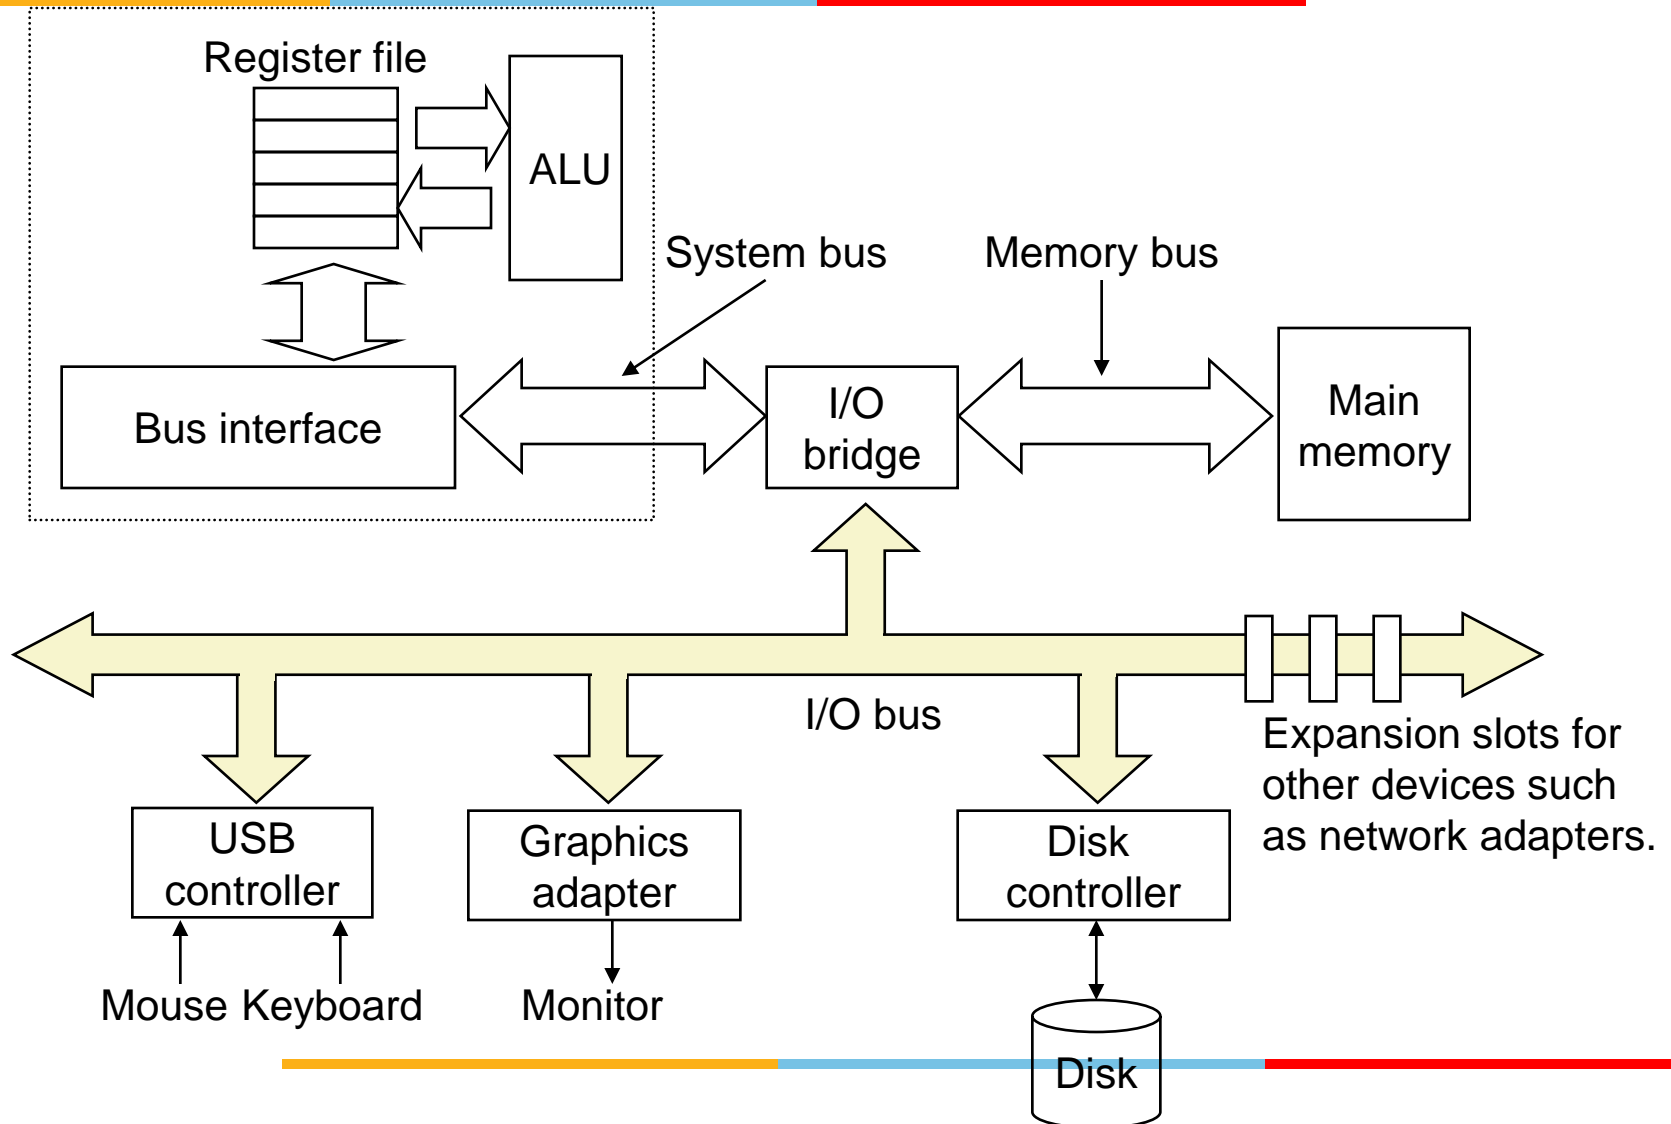 Register file
ALU
System bus
Memory bus
Bus interface
I/O
bridge
Main
memory
I/O bus
Expansion slots for
other devices such
as network adapters.
USB
controller
Graphics
adapter
Disk
controller
Mouse Keyboard
Monitor
Disk